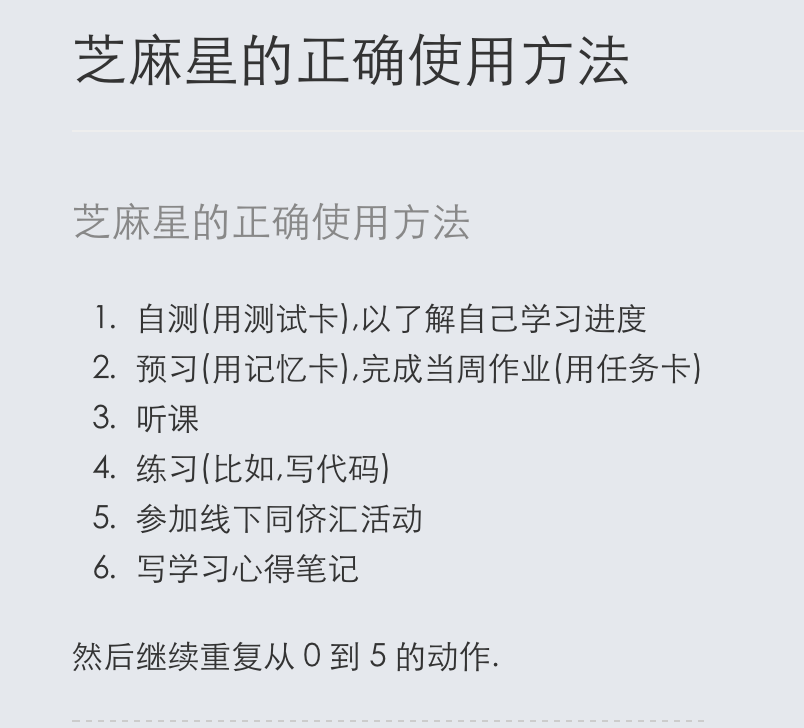 芝麻星的正确使用方法
芝麻星的正确使用方法
1. 自测(用测试卡),以了解自己学习进度
2. 预习(用记忆卡),完成当周作业(用任务卡)
3. 听课
4. 练习(比如,写代码)
5. 参加线下同侪汇活动
6. 写学习心得笔记
然后继续重复从 0 到 5 的动作.